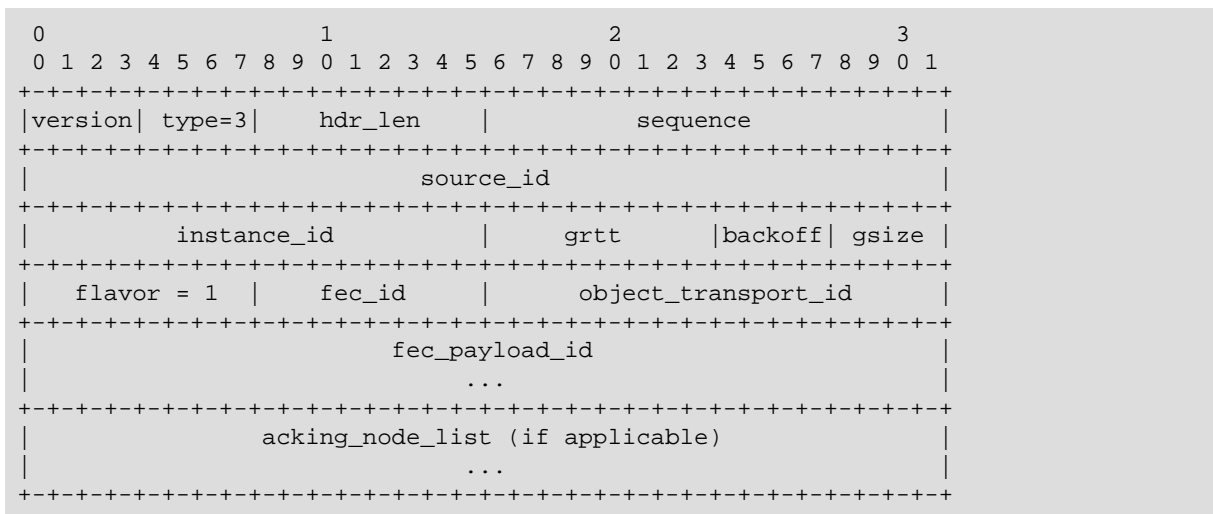 0                   1                   2                   3
 0 1 2 3 4 5 6 7 8 9 0 1 2 3 4 5 6 7 8 9 0 1 2 3 4 5 6 7 8 9 0 1
+-+-+-+-+-+-+-+-+-+-+-+-+-+-+-+-+-+-+-+-+-+-+-+-+-+-+-+-+-+-+-+-+
|version| type=3|    hdr_len    |          sequence             |
+-+-+-+-+-+-+-+-+-+-+-+-+-+-+-+-+-+-+-+-+-+-+-+-+-+-+-+-+-+-+-+-+
|                           source_id                           |
+-+-+-+-+-+-+-+-+-+-+-+-+-+-+-+-+-+-+-+-+-+-+-+-+-+-+-+-+-+-+-+-+
|          instance_id          |     grtt      |backoff| gsize |
+-+-+-+-+-+-+-+-+-+-+-+-+-+-+-+-+-+-+-+-+-+-+-+-+-+-+-+-+-+-+-+-+
|   flavor = 1  |    fec_id     |      object_transport_id      |
+-+-+-+-+-+-+-+-+-+-+-+-+-+-+-+-+-+-+-+-+-+-+-+-+-+-+-+-+-+-+-+-+
|                         fec_payload_id                        |
|                              ...                              |
+-+-+-+-+-+-+-+-+-+-+-+-+-+-+-+-+-+-+-+-+-+-+-+-+-+-+-+-+-+-+-+-+
|                acking_node_list (if applicable)               |
|                              ...                              |
+-+-+-+-+-+-+-+-+-+-+-+-+-+-+-+-+-+-+-+-+-+-+-+-+-+-+-+-+-+-+-+-+